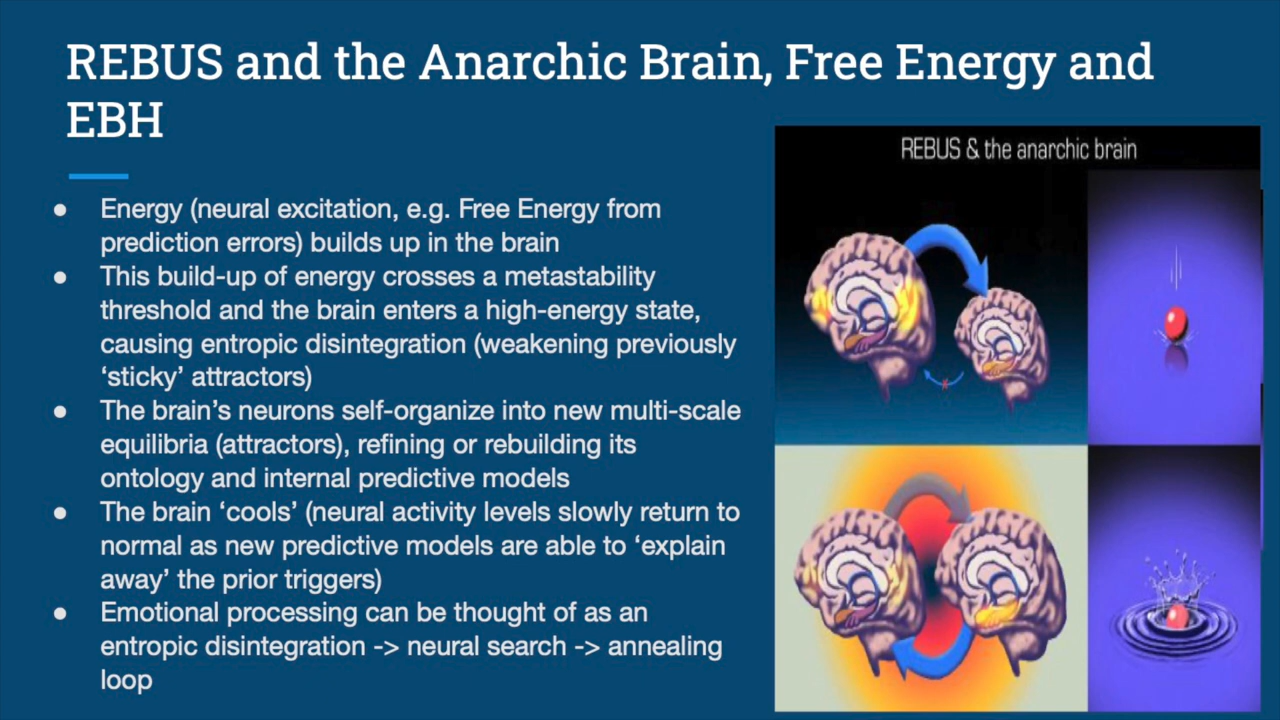 REBUS and the Anarchic Brain, Free Energy and
EBH
REBUS & the anarchic brain
● Energy (neural excitation, e.g. Free Energy from
prediction errors) builds up in the brain
● This build-up of energy crosses a metastability
threshold and the brain enters a high-energy state,
causing entropic disintegration (weakening previously
‘sticky’ attractors)
● The brain’s neurons self-organize into new multi-scale
equilibria (attractors), refining or rebuilding its
ontology and internal predictive models
● The brain ‘cools’ (neural activity levels slowly return to
normal as new predictive models are able to ‘explain
away’ the prior triggers)
● Emotional processing can be thought of as an
entropic disintegration -> neural search -> annealing
loop